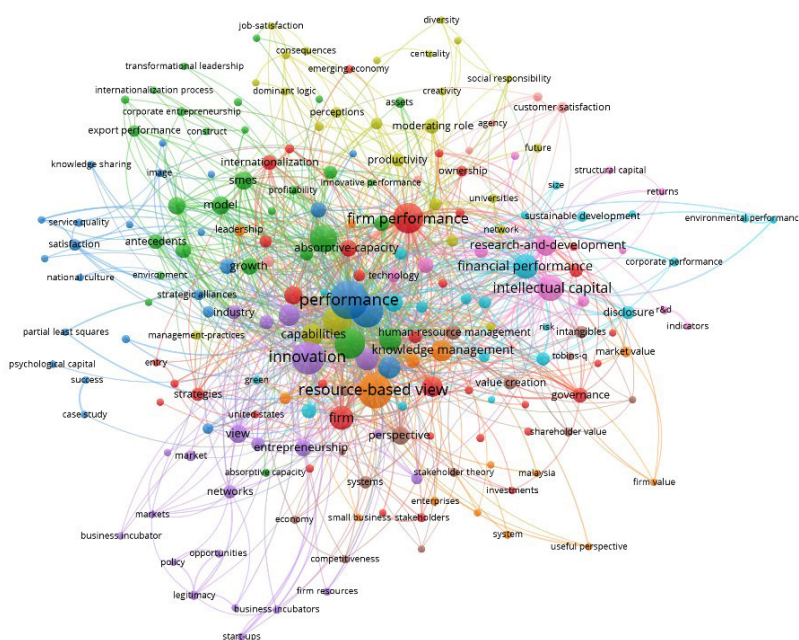 diversity
job-satisfaction
consequences
centrality
transformational leadership
emerging economy
social responsibility
internationalization process
dominant logic
creativity
assets
corporate entrepreneurship
perceptions
customer satisfaction
export performance
construct
moderating role
agency
future
knowledge sharing
internationalization
productivity
image
ownership
structural capital
smes
profitability
innovative performance
size
returns
model
universities
service quality
leadership
firm performance
sustainable development
environmental performance
network
satisfaction
antecedents
absorptive-capacity
research-and-development
growth
financial performance
corporate performance
national culture
environment
technology
strategic alliances
intellectual capital
performance
industry
disclosure
r&d
partial least squares
management-practices
capabilities
human-resource management
risk
intangibles
indicators
innovation
knowledge management
tobins-q
market value
psychological capital
entry
success
green
resource-based view
value creation
strategies
governance
case study
united-states
firm
view
perspective
shareholder value
entrepreneurship
market
absorptive capacity
stakeholder theory
malaysia
systems
firm value
networks
investments
enterprises
markets
economy
small business
stakeholders
system
business incubator
useful perspective
opportunities
policy
competitiveness
legitimacy
firm resources
business-incubators
start-ups